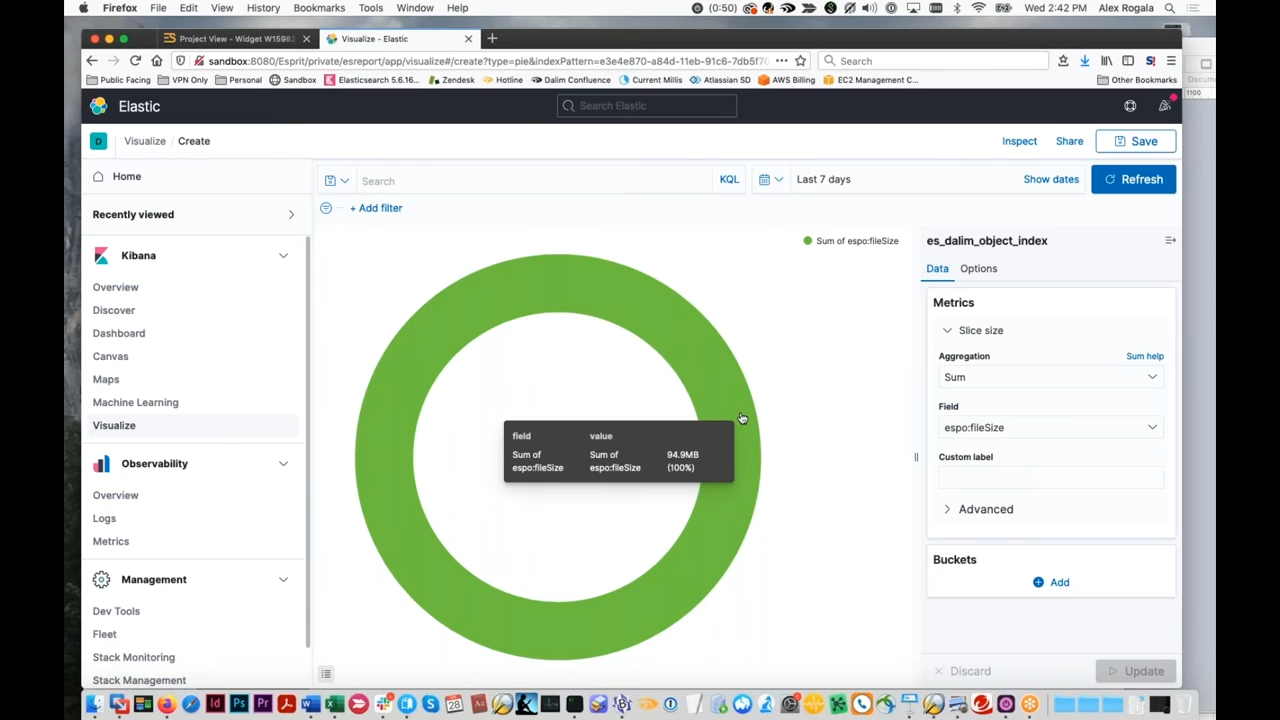 Firefox File Edit View History Bookmarks Tools Window Help (0:50) Wed 2:42 PM Alex Rogala
Project View - Widget W15982
Visualize - Elastic
sandbox:8080/Esprit/private/esreport/app/visualize#/create?type=pie&indexPattern=e3e4e870-a84d-11eb-91c6-7db5f70 Search
Public Facing VPN Only Personal Sandbox Elasticsearch 5.6.16... Zendesk Hotline Dalim Confluence Current Millis Atlassian SD AWS Billing EC2 Management C... Other Bookmarks
Docume
1100
Elastic Search Elastic
D Visualize / Create Inspect Share Save
Home
Search KQL Last 7 days Show dates Refresh
+ Add filter
Recently viewed
Kibana
Overview
Discover
Dashboard
Canvas
Maps
Machine Learning
Visualize
Observability
Overview
Logs
Metrics
Management
Dev Tools
Fleet
Stack Monitoring
Stack Management
Sum of espo:fileSize
field value
Sum of Sum of 94.9MB
espo:fileSize espo:fileSize (100%)
es_dalim_object_index
Data Options
Metrics
Slice size
Aggregation Sum help
Sum
Field
espo:fileSize
Custom label
Advanced
Buckets
Add
Discard Update